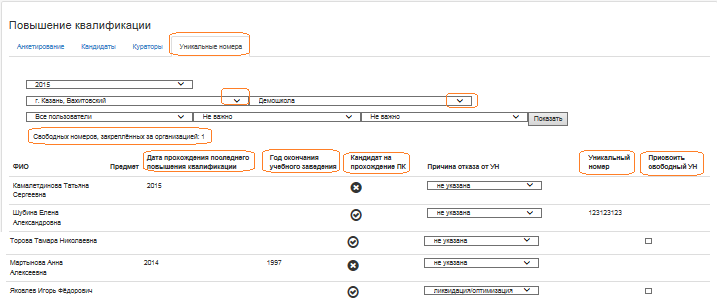 Повышение квалификации
Анкетирование Кандидаты Кураторы Уникальные номера
2015
г. Казань, Вахитовский Демошкола
Все пользователи Не важно Не важно Показать
Свободных номеров, закреплённых за организацией: 1
ФИО Предмет Дата прохождения последнего повышения квалификации Год окончания учебного заведения Кандидат на прохождение ПК Причина отказа от УН Уникальный номер Присвоить свободный УН
Камалетдинова Татьяна 2015 не указана
Сергеевна
Шубина Елена не указана 123123123
Александровна
Торова Тамара Николаевна не указана
Мартынова Анна 2014 1997 не указана
Алексеевна
Яковлев Игорь Фёдорович ликвидация/оптимизация